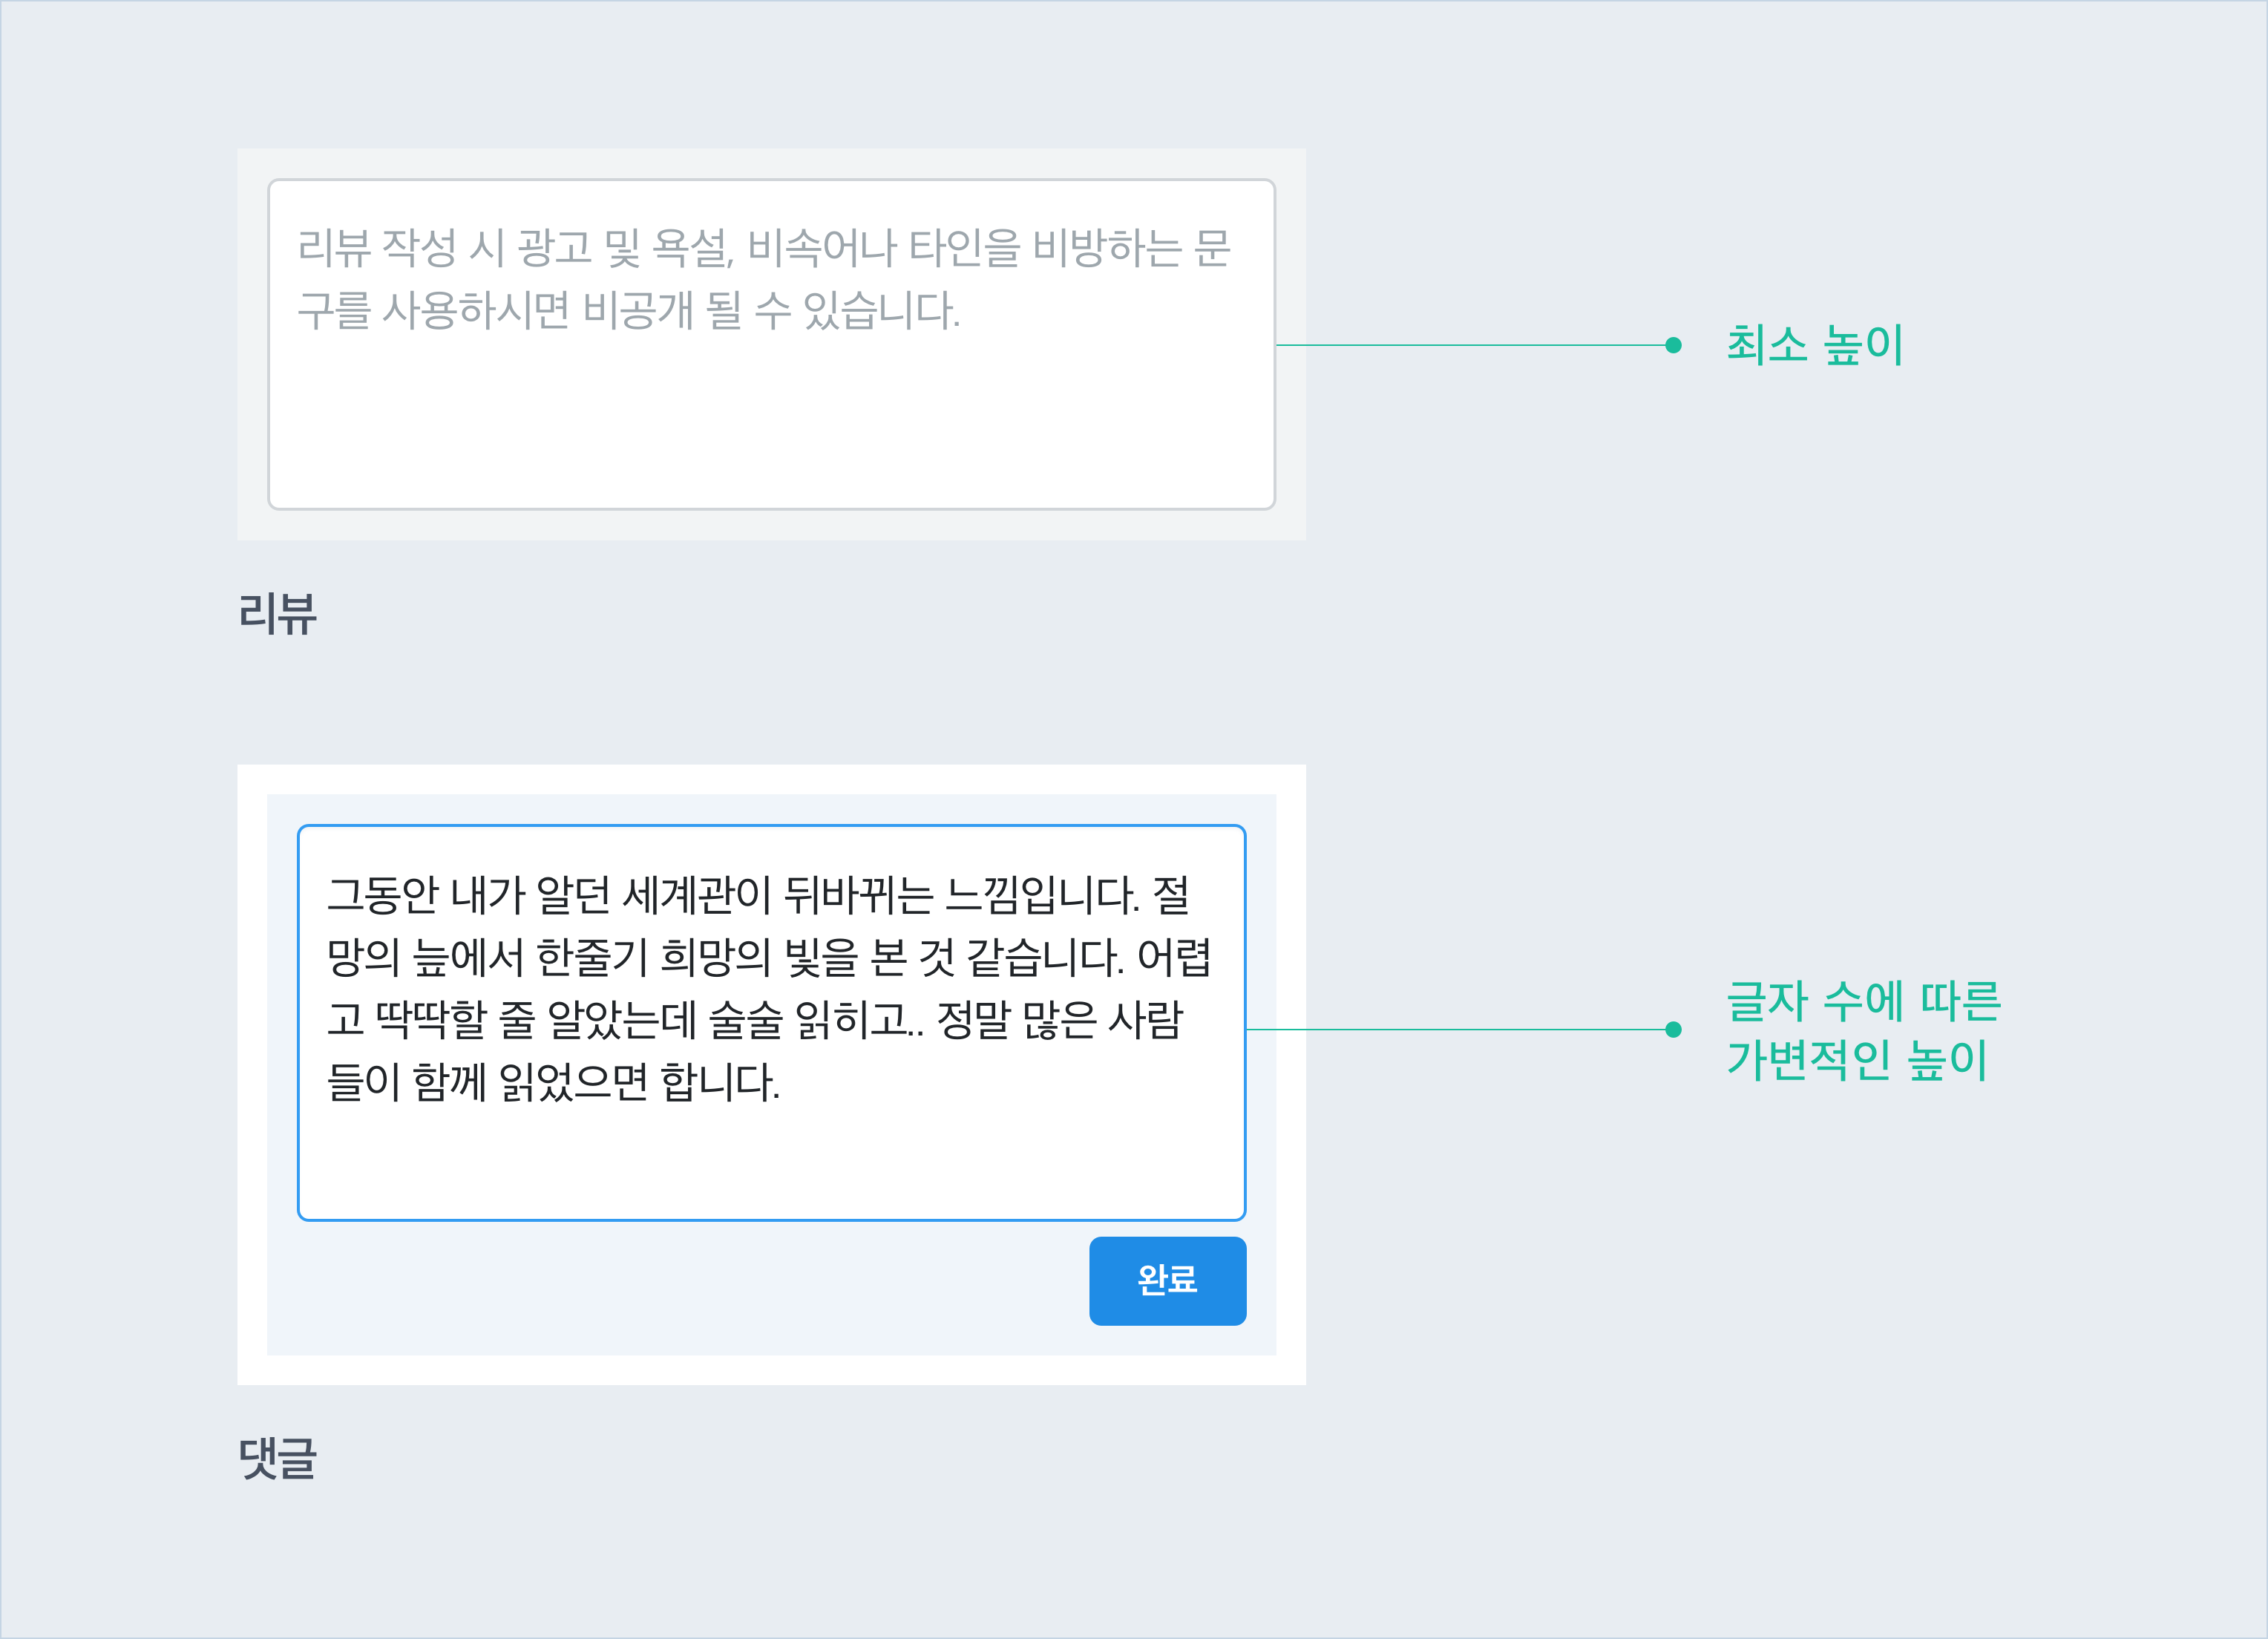 리뷰 작성 시 광고 및 욕설, 비속어나 타인을 비방하는 문
구를 사용하시면 비공개 될 수 있습니다.
최소 높이
리뷰
그동안 내가 알던 세계관이 뒤바뀌는 느낌입니다. 절
망의 늪에서 한줄기 희망의 빛을 본 것 같습니다. 어렵
고 딱딱할 줄 알았는데 술술 읽히고.. 정말 많은 사람
들이 함께 읽었으면 합니다.
글자 수에 따른
가변적인 높이
완료
댓글